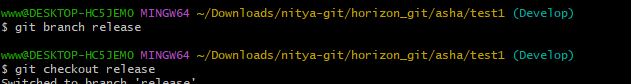 www@DESKTOP-HC5JEMO MINGW64 ~/Downloads/nitya-git/horizon_git/asha/test1 (Develop)
$ git branch release
www@DESKTOP-HC5JEMO MINGW64 ~/Downloads/nitya-git/horizon_git/asha/test1 (Develop)
$ git checkout release
Switched to branch 'release'